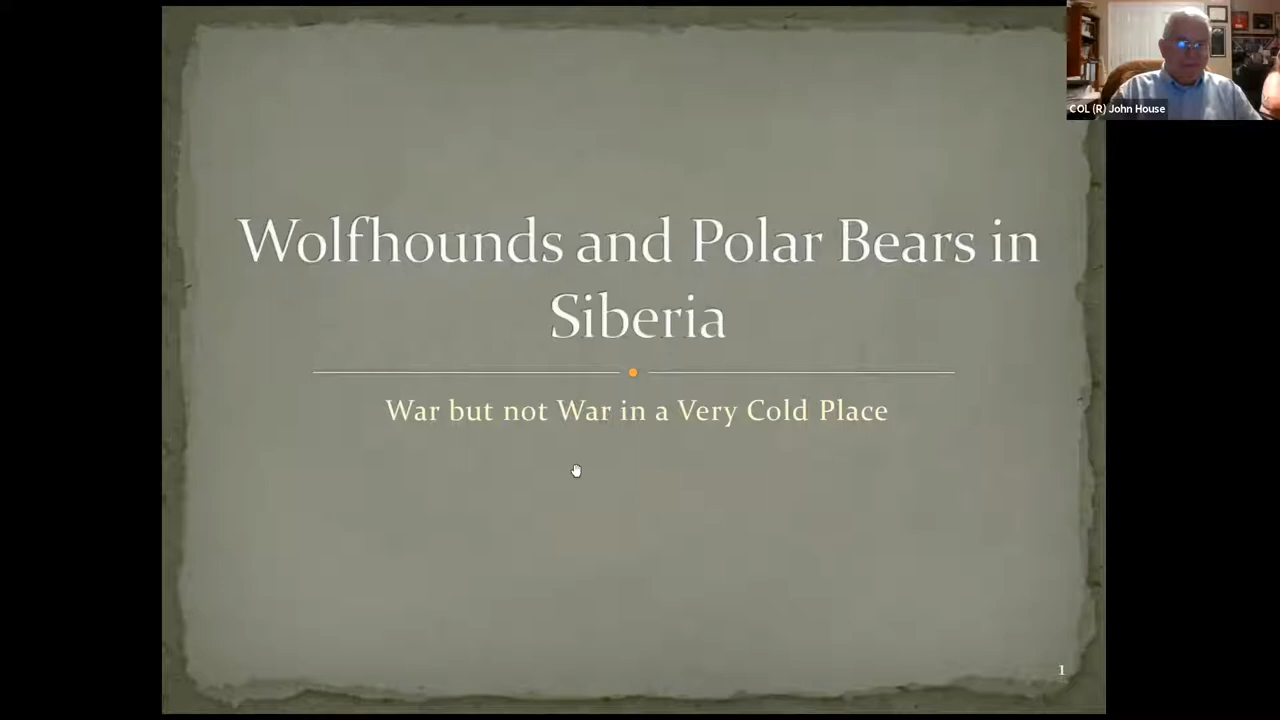 COL (R) John House
Wolfhounds and Polar Bears in
Siberia
War but not War in a Very Cold Place
1